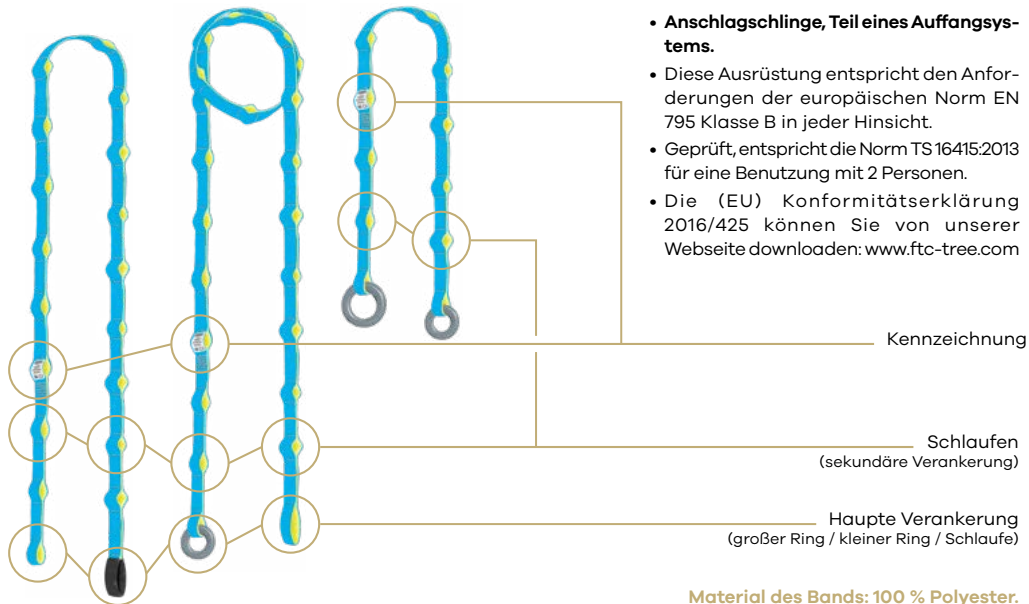 • Anschlagschlinge, Teil eines Auffangsys-
tems.
• Diese Ausrüstung entspricht den Anfor-
derungen der europäischen Norm EN
795 Klasse B in jeder Hinsicht.
• Geprüft, entspricht die Norm TS 16415:2013
für eine Benutzung mit 2 Personen.
• Die (EU) Konformitätserklärung
2016/425 können Sie von unserer
Webseite downloaden: www.ftc-tree.com
Kennzeichnung
Schlaufen
(sekundäre Verankerung)
Haupte Verankerung
(großer Ring / kleiner Ring / Schlaufe)
Material des Bands: 100 % Polyester.